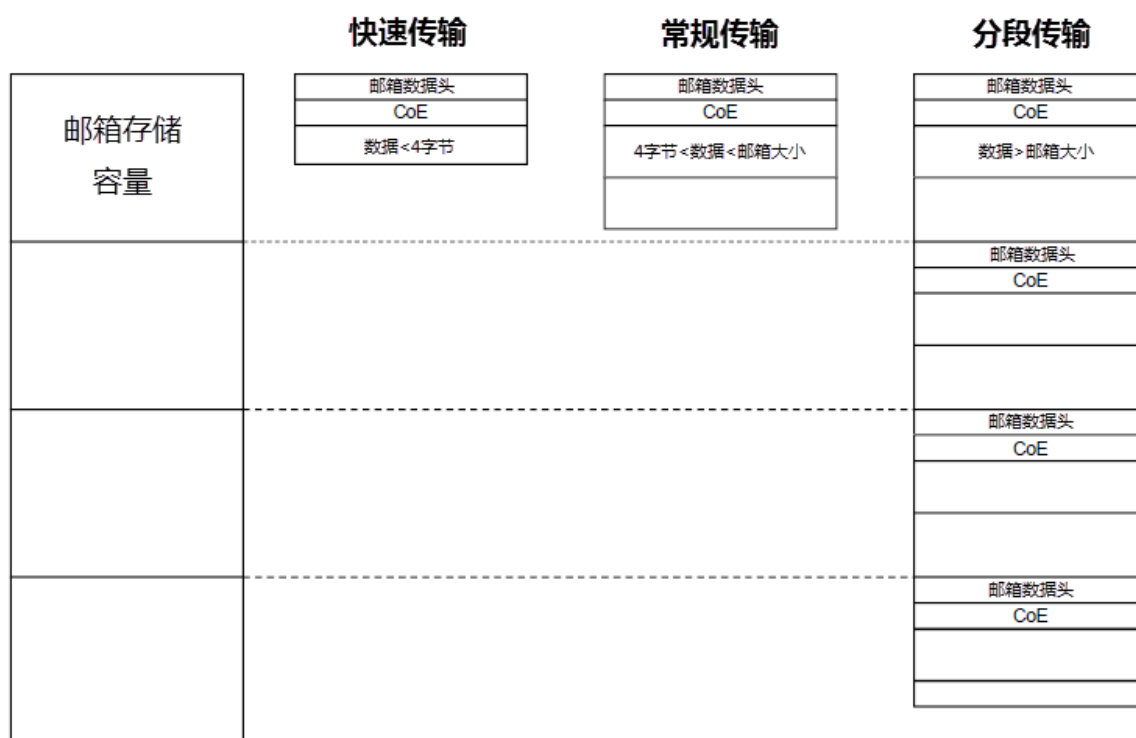 快速传输
常规传输
分段传输
邮箱存储
容量
邮箱数据头
CoE
数据<4字节
邮箱数据头
CoE
4字节<数据<邮箱大小
邮箱数据头
CoE
数据>邮箱大小
邮箱数据头
CoE
邮箱数据头
CoE
邮箱数据头
CoE